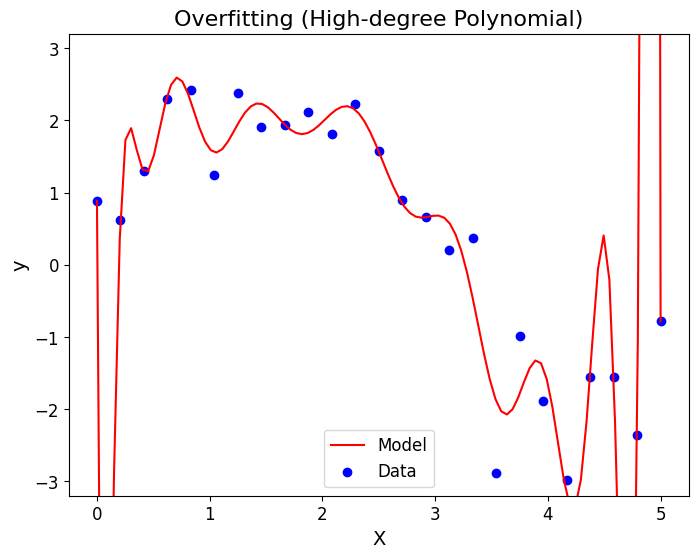 Overfitting (High-degree Polynomial)
3
2
1
0
−1
−2
−3
y
Model
Data
0
1
2
3
4
5
X